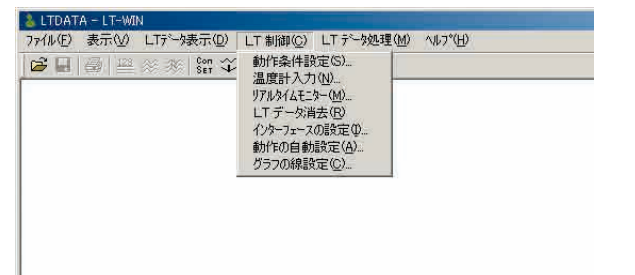 LTDATA - LT-WIN
ﾌｧｲﾙ(F) 表示(V) LTﾃﾞｰﾀ表示(D) LT 制御(C) LT ﾃﾞｰﾀ処理(M) ﾍﾙﾌﾟ(H)
Con SET
動作条件設定(S)...
温度計入力(N)...
ﾘｱﾙﾀｲﾑﾓﾆﾀｰ(M)...
LT データ消去(R)
ｲﾝﾀｰﾌｪｰｽの設定(I)...
動作の自動設定(A)...
グラフの線設定(C)...